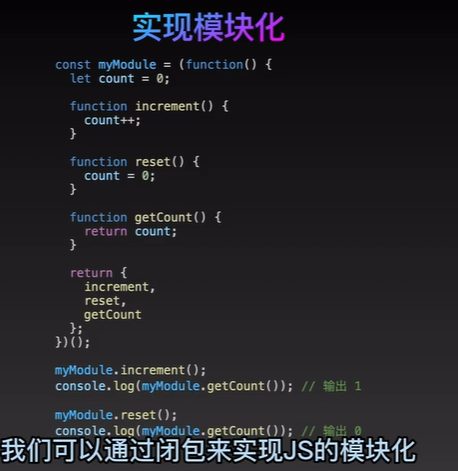 实现模块化
const myModule = (function() {
  let count = 0;

  function increment() {
    count++;
  }

  function reset() {
    count = 0;
  }

  function getCount() {
    return count;
  }

  return {
    increment,
    reset,
    getCount
  };
})();

myModule.increment();
console.log(myModule.getCount()); // 输出 1

myModule.reset();
console.log(myModule.getCount()); // 输出 0
我们可以通过闭包来实现JS的模块化